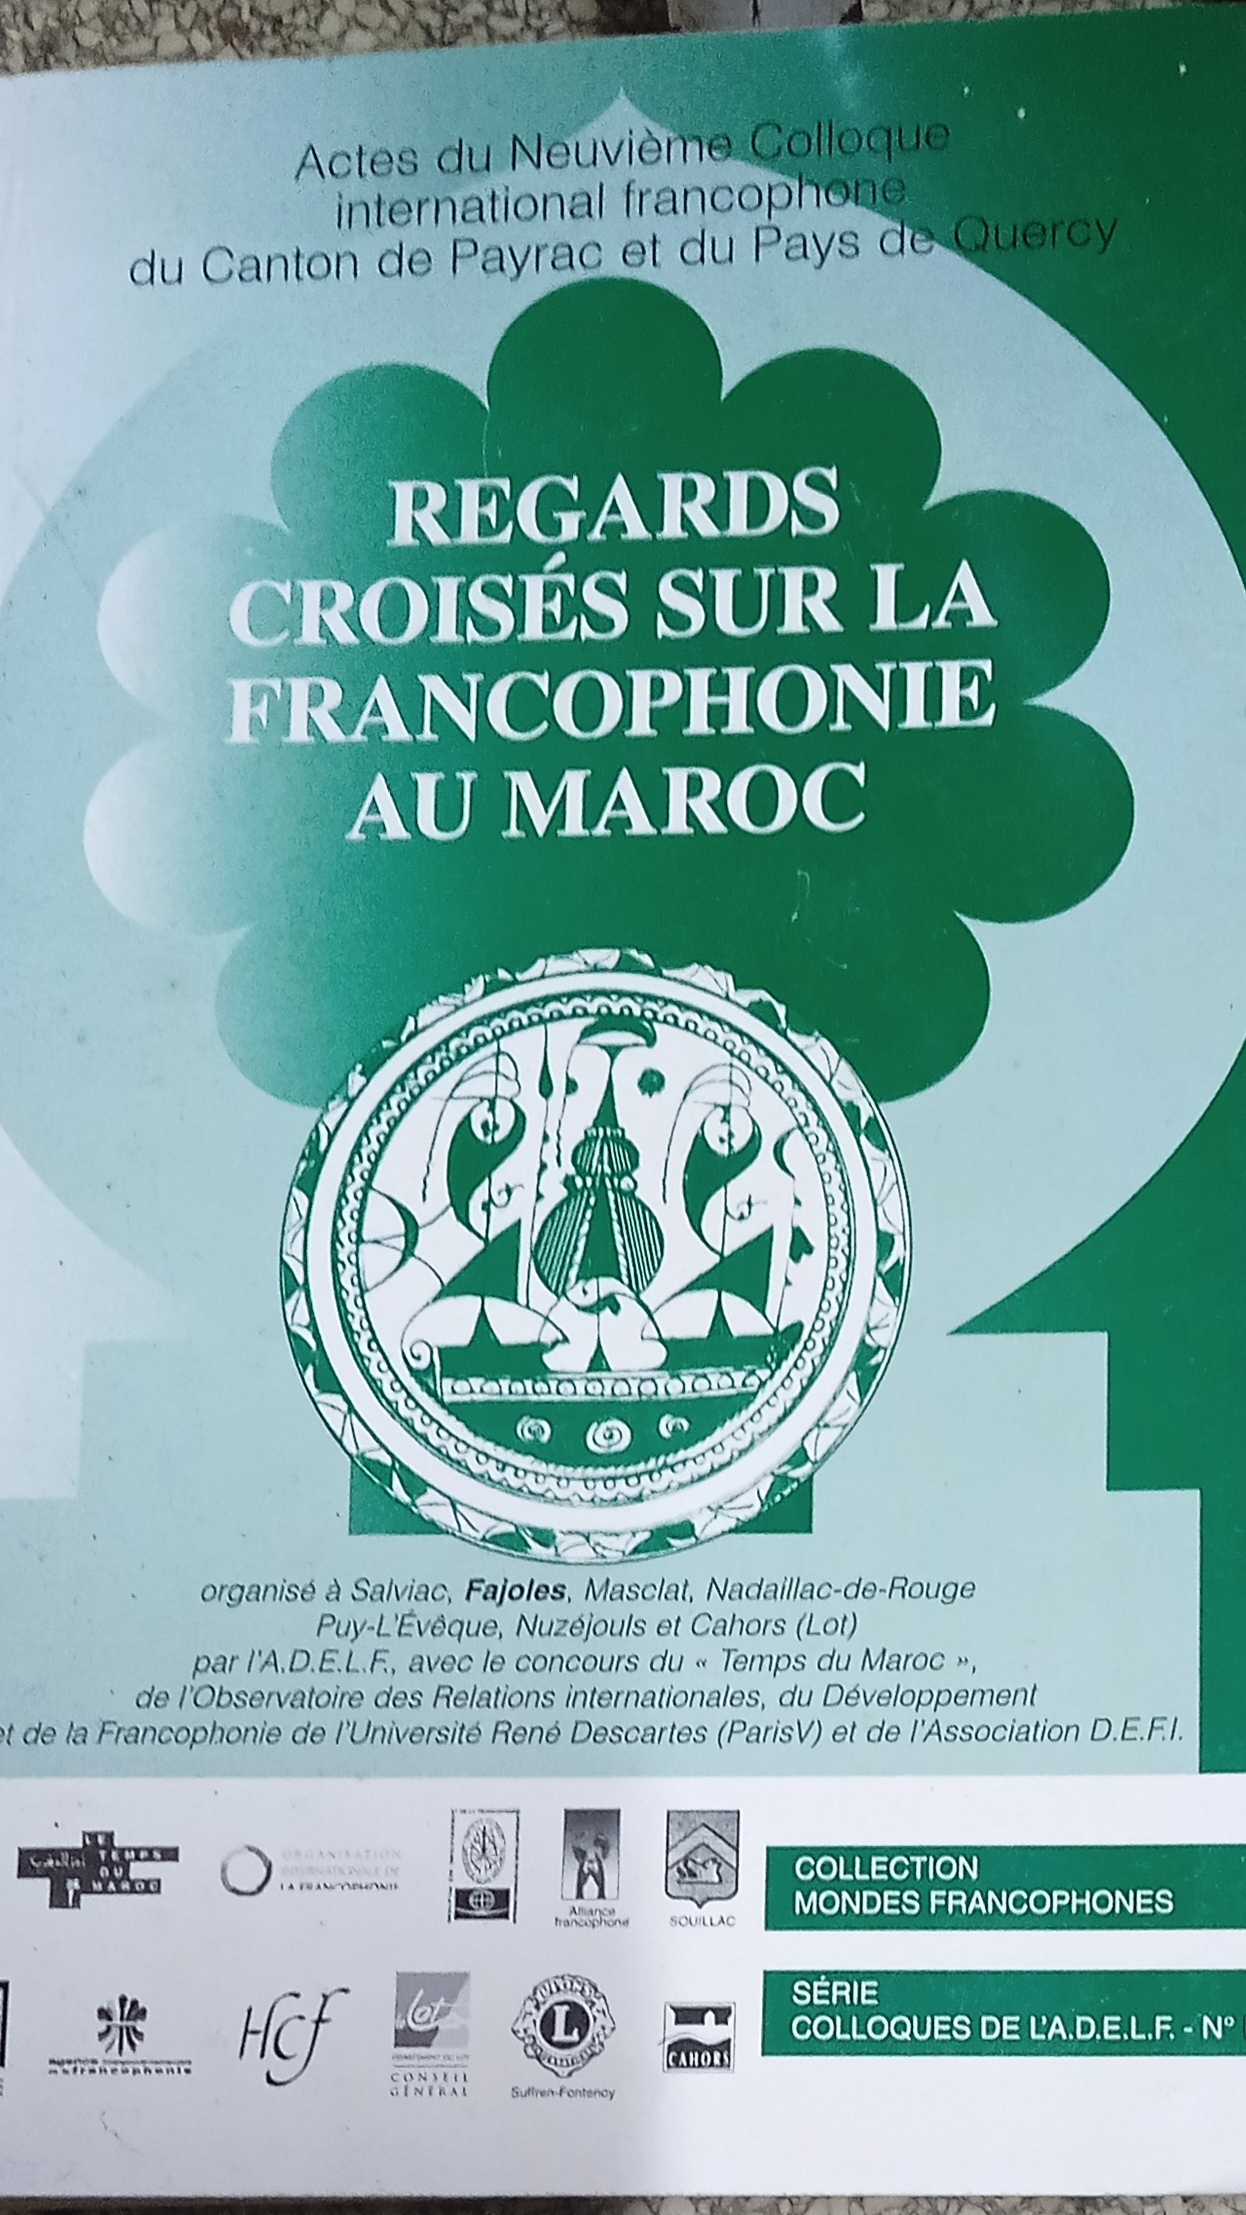 Actes du Neuvième Colloque
international francophone
du Canton de Payrac et du Pays de Quercy
REGARDS
CROISÉS SUR LA
FRANCOPHONIE
AU MAROC
organisé à Salviac, Fajoles, Masclat, Nadaillac-de-Rouge
Puy-L'Évêque, Nuzéjouls et Cahors (Lot)
par l'A.D.E.L.F., avec le concours du « Temps du Maroc »,
de l'Observatoire des Relations internationales, du Développement
et de la Francophonie de l'Université René Descartes (ParisV) et de l'Association D.E.F.I.
LE
TEMPS
DU
MAROC
ORGANISATION
INTERNATIONALE DE
LA FRANCOPHONIE
Alliance
francophone
SOUILLAC
COLLECTION
MONDES FRANCOPHONES
Hcf
Lot
CONSEIL
GÉNÉRAL
L
Suffren-Fontenoy
CAHORS
SÉRIE
COLLOQUES DE L'A.D.E.L.F. - N°